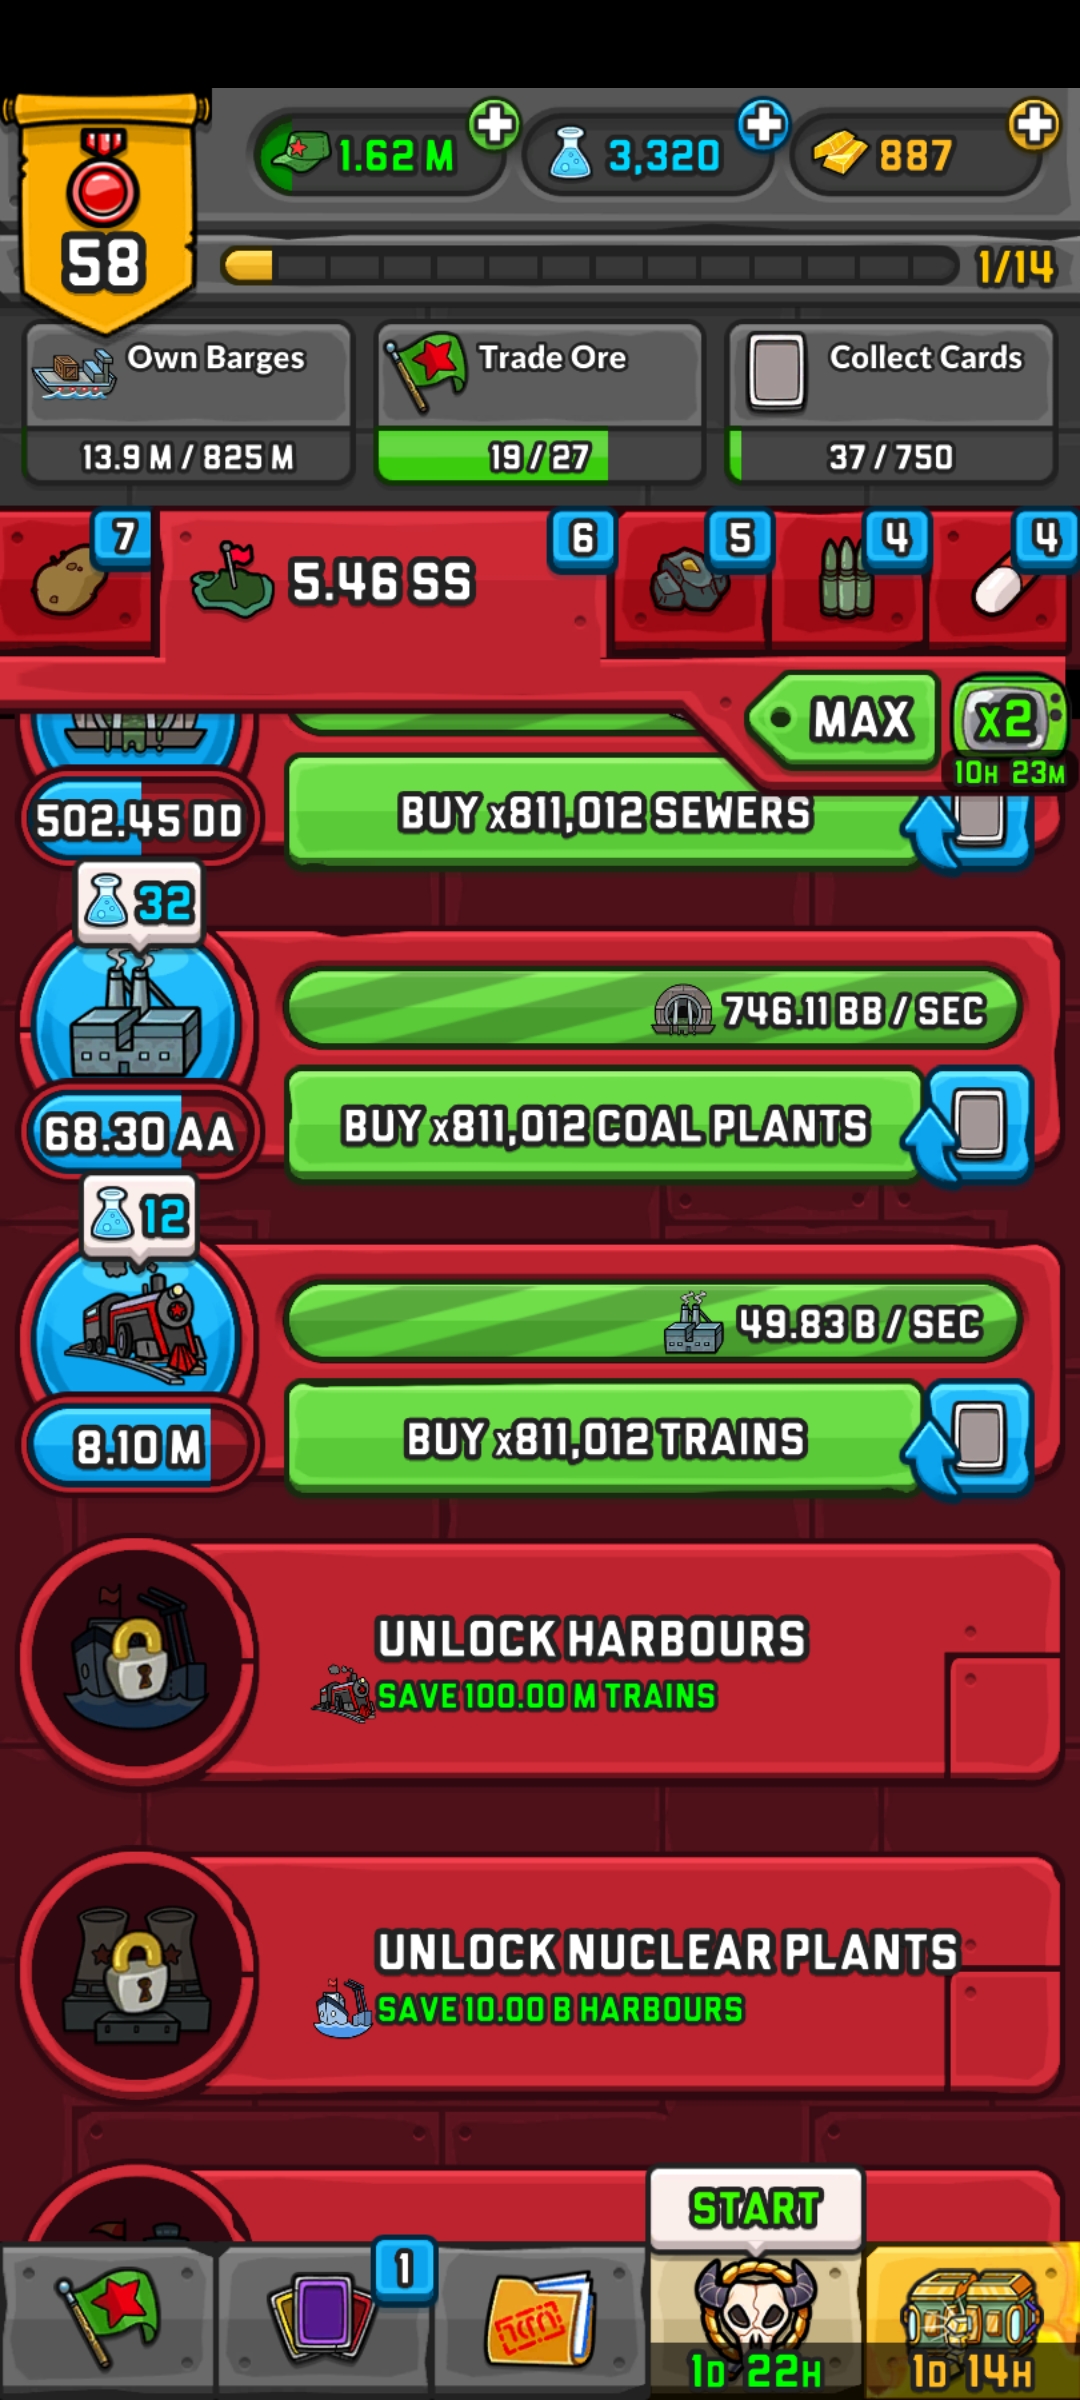 58
1.62 M
3,320
887
1/14
Own Barges
13.9 M / 825 M
Trade Ore
19 / 27
Collect Cards
37 / 750
7
5.46 SS
6
5
4
4
MAX
x2
10H 23M
502.45 DD
BUY x811,012 SEWERS
32
746.11 BB / SEC
68.30 AA
BUY x811,012 COAL PLANTS
12
49.83 B / SEC
8.10 M
BUY x811,012 TRAINS
UNLOCK HARBOURS
SAVE 100.00 M TRAINS
UNLOCK NUCLEAR PLANTS
SAVE 10.00 B HARBOURS
START
1
1D 22H
1D 14H